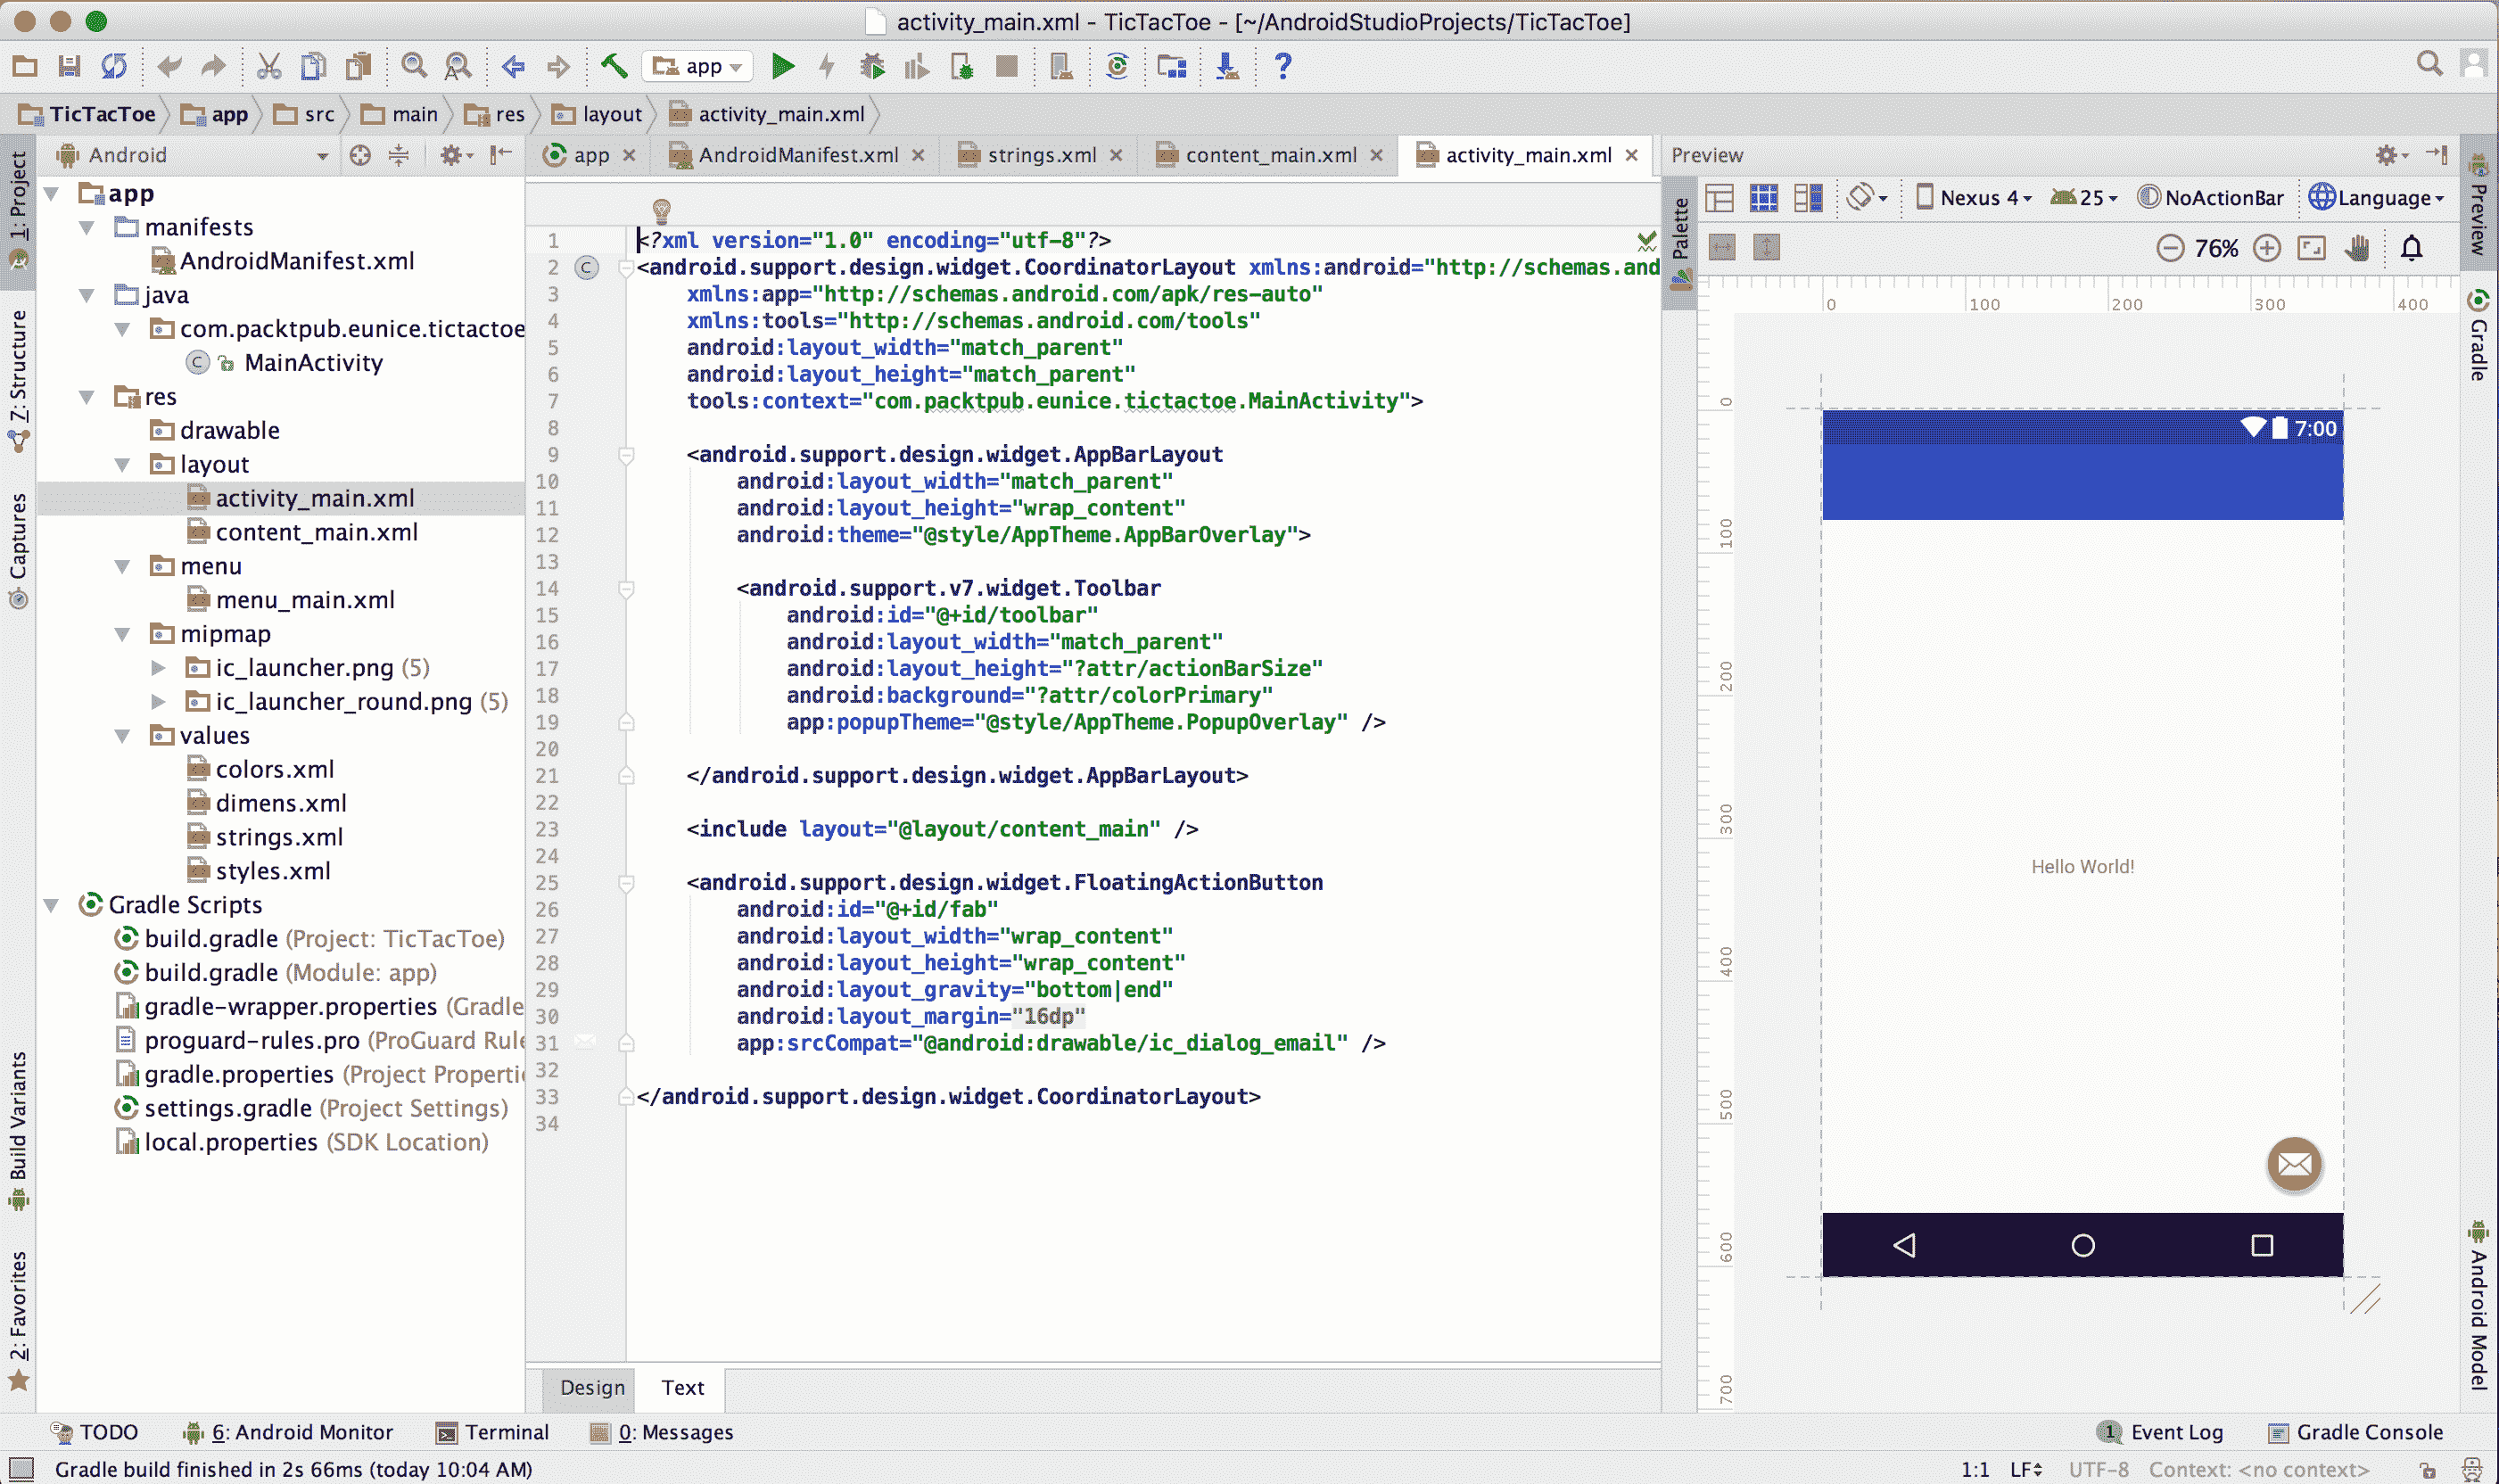 activity_main.xml - TicTacToe - [~/AndroidStudioProjects/TicTacToe]
app
TicTacToe app src main res layout activity_main.xml
1: Project
Z: Structure
Captures
Build Variants
2: Favorites
Android
app
manifests
AndroidManifest.xml
java
com.packtpub.eunice.tictactoe
MainActivity
res
drawable
layout
activity_main.xml
content_main.xml
menu
menu_main.xml
mipmap
ic_launcher.png (5)
ic_launcher_round.png (5)
values
colors.xml
dimens.xml
strings.xml
styles.xml
Gradle Scripts
build.gradle (Project: TicTacToe)
build.gradle (Module: app)
gradle-wrapper.properties (Gradle
proguard-rules.pro (ProGuard Rule
gradle.properties (Project Properti
settings.gradle (Project Settings)
local.properties (SDK Location)
app AndroidManifest.xml strings.xml content_main.xml activity_main.xml
1 <?xml version="1.0" encoding="utf-8"?>
2 <android.support.design.widget.CoordinatorLayout xmlns:android="http://schemas.and
3 xmlns:app="http://schemas.android.com/apk/res-auto"
4 xmlns:tools="http://schemas.android.com/tools"
5 android:layout_width="match_parent"
6 android:layout_height="match_parent"
7 tools:context="com.packtpub.eunice.tictactoe.MainActivity">
8
9 <android.support.design.widget.AppBarLayout
10 android:layout_width="match_parent"
11 android:layout_height="wrap_content"
12 android:theme="@style/AppTheme.AppBarOverlay">
13
14 <android.support.v7.widget.Toolbar
15 android:id="@+id/toolbar"
16 android:layout_width="match_parent"
17 android:layout_height="?attr/actionBarSize"
18 android:background="?attr/colorPrimary"
19 app:popupTheme="@style/AppTheme.PopupOverlay" />
20
21 </android.support.design.widget.AppBarLayout>
22
23 <include layout="@layout/content_main" />
24
25 <android.support.design.widget.FloatingActionButton
26 android:id="@+id/fab"
27 android:layout_width="wrap_content"
28 android:layout_height="wrap_content"
29 android:layout_gravity="bottom|end"
30 android:layout_margin="16dp"
31 app:srcCompat="@android:drawable/ic_dialog_email" />
32
33 </android.support.design.widget.CoordinatorLayout>
34
Design Text
Preview
Palette
Nexus 4 25 NoActionBar Language
76%
0 100 200 300 400
0
100
200
300
400
500
600
700
7:00
Hello World!
Preview
Gradle
Android Model
TODO 6: Android Monitor Terminal 0: Messages 1 Event Log Gradle Console
Gradle build finished in 2s 66ms (today 10:04 AM) 1:1 LF UTF-8 Context: <no context>